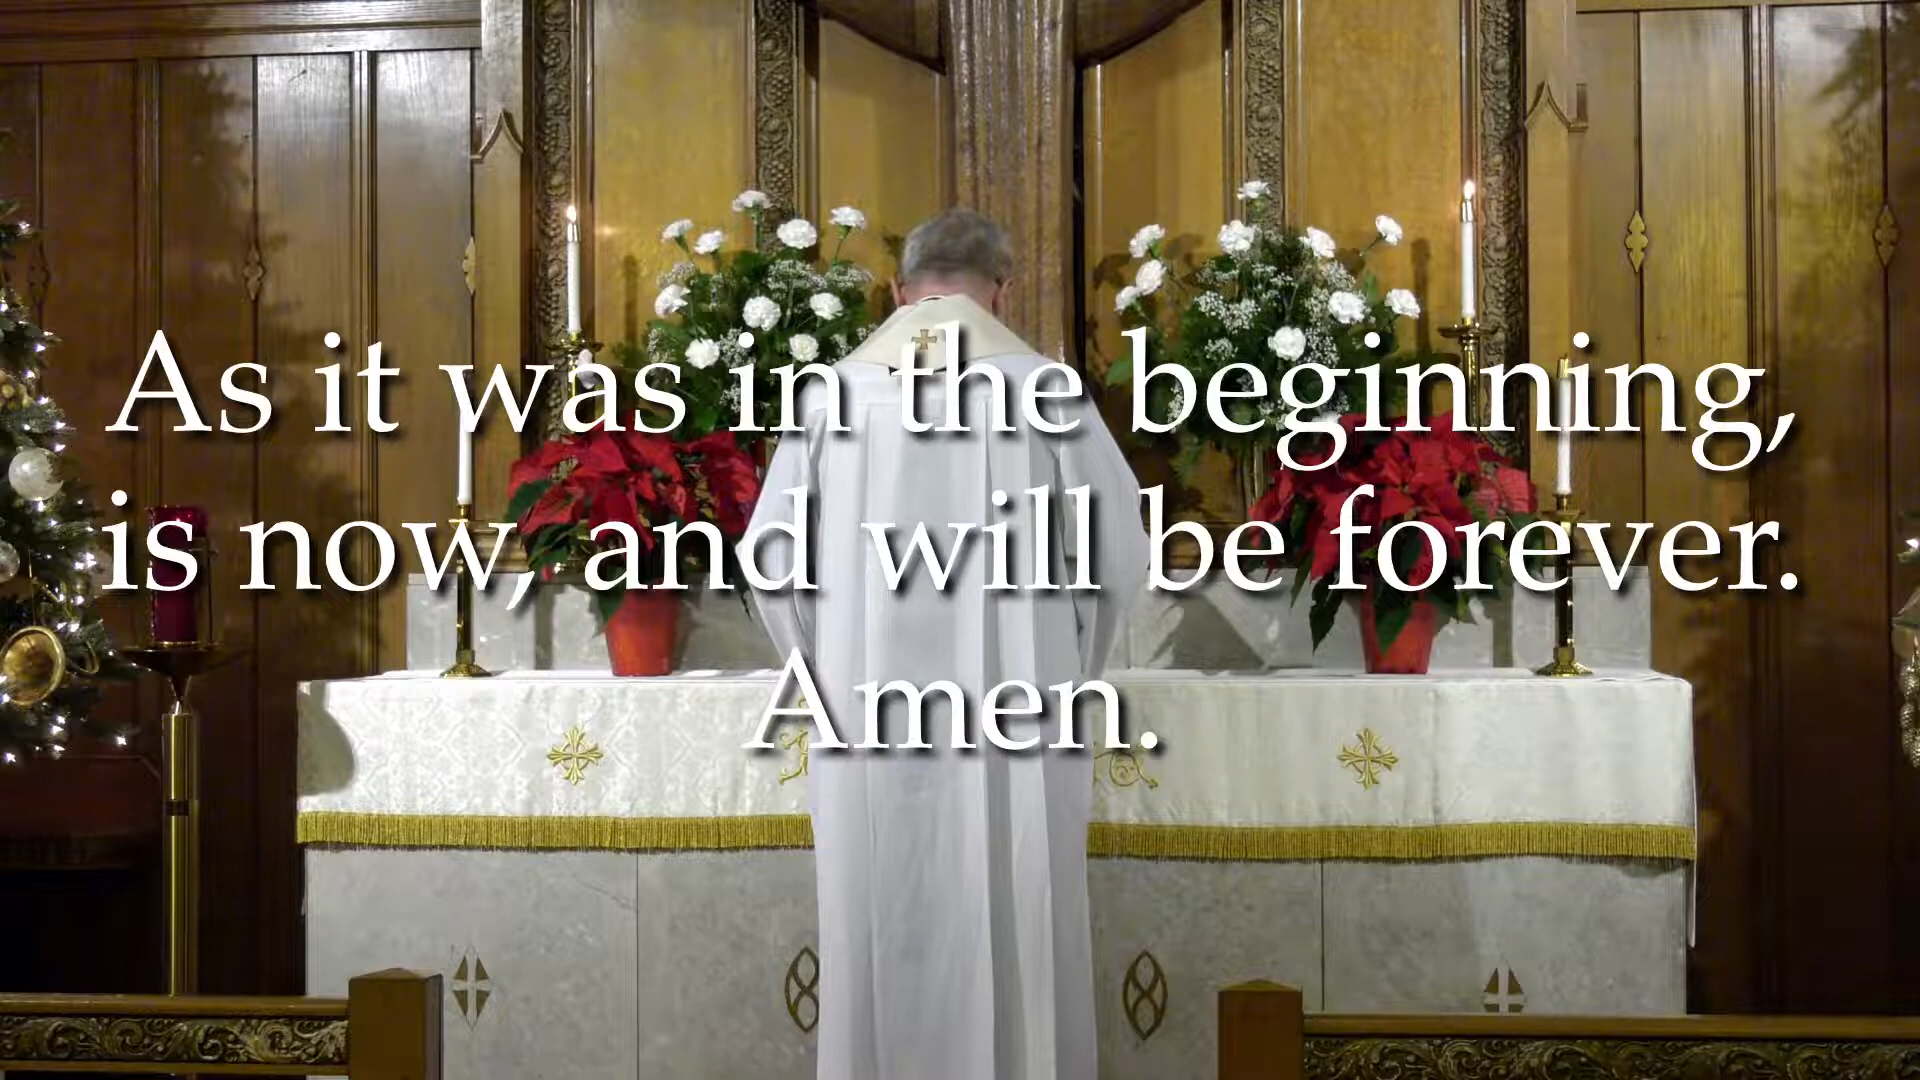 As it was in the beginning,
is now, and will be forever.
Amen.